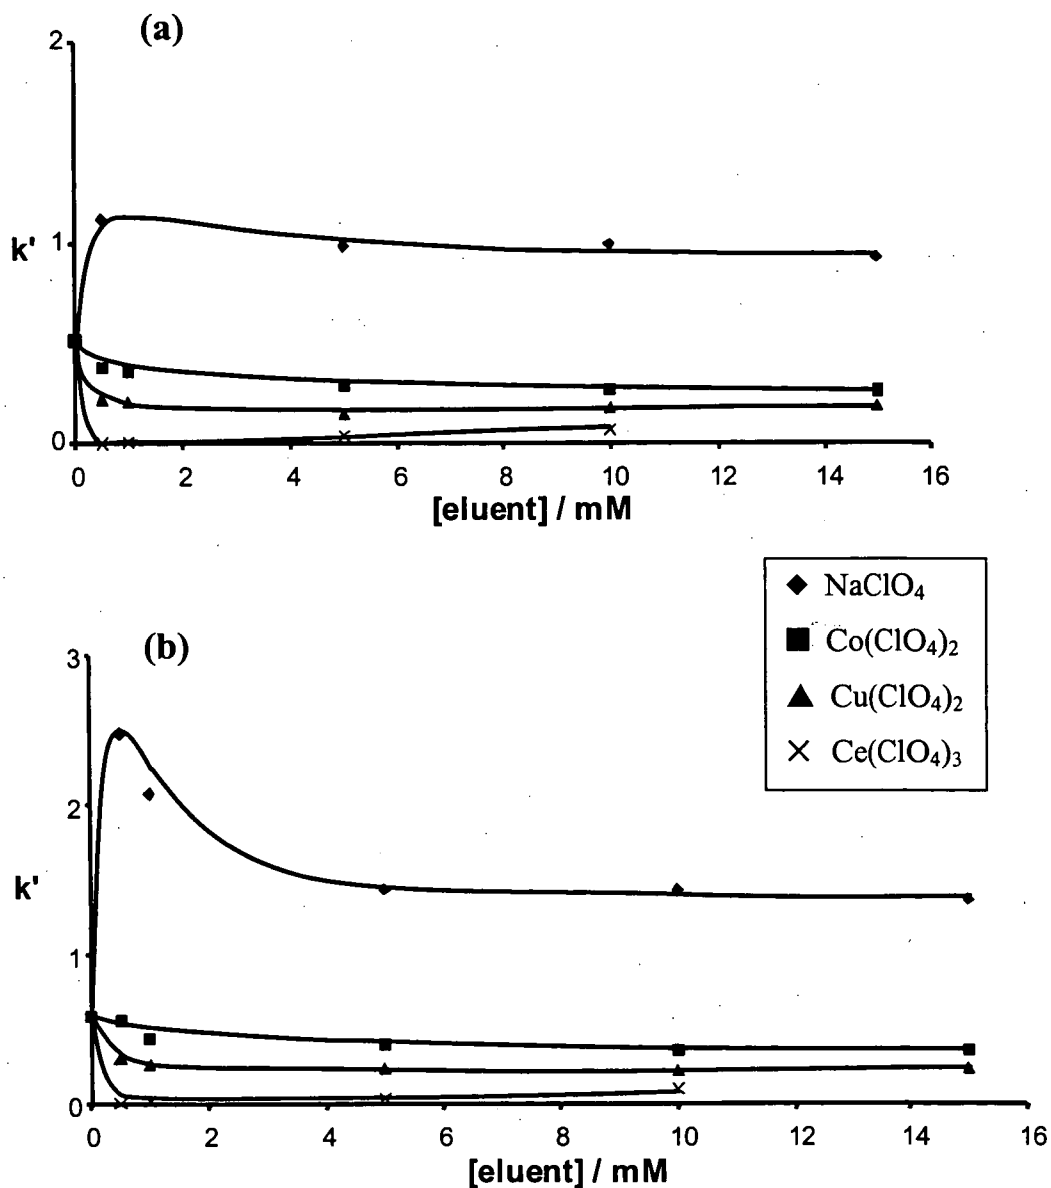 (a)
2
1
k'
0
0 2 4 6 8 10 12 14 16
[eluent] / mM
◆ NaClO₄
■ Co(ClO₄)₂
▲ Cu(ClO₄)₂
× Ce(ClO₄)₃
(b)
3
2
k'
1
0
0 2 4 6 8 10 12 14 16
[eluent] / mM